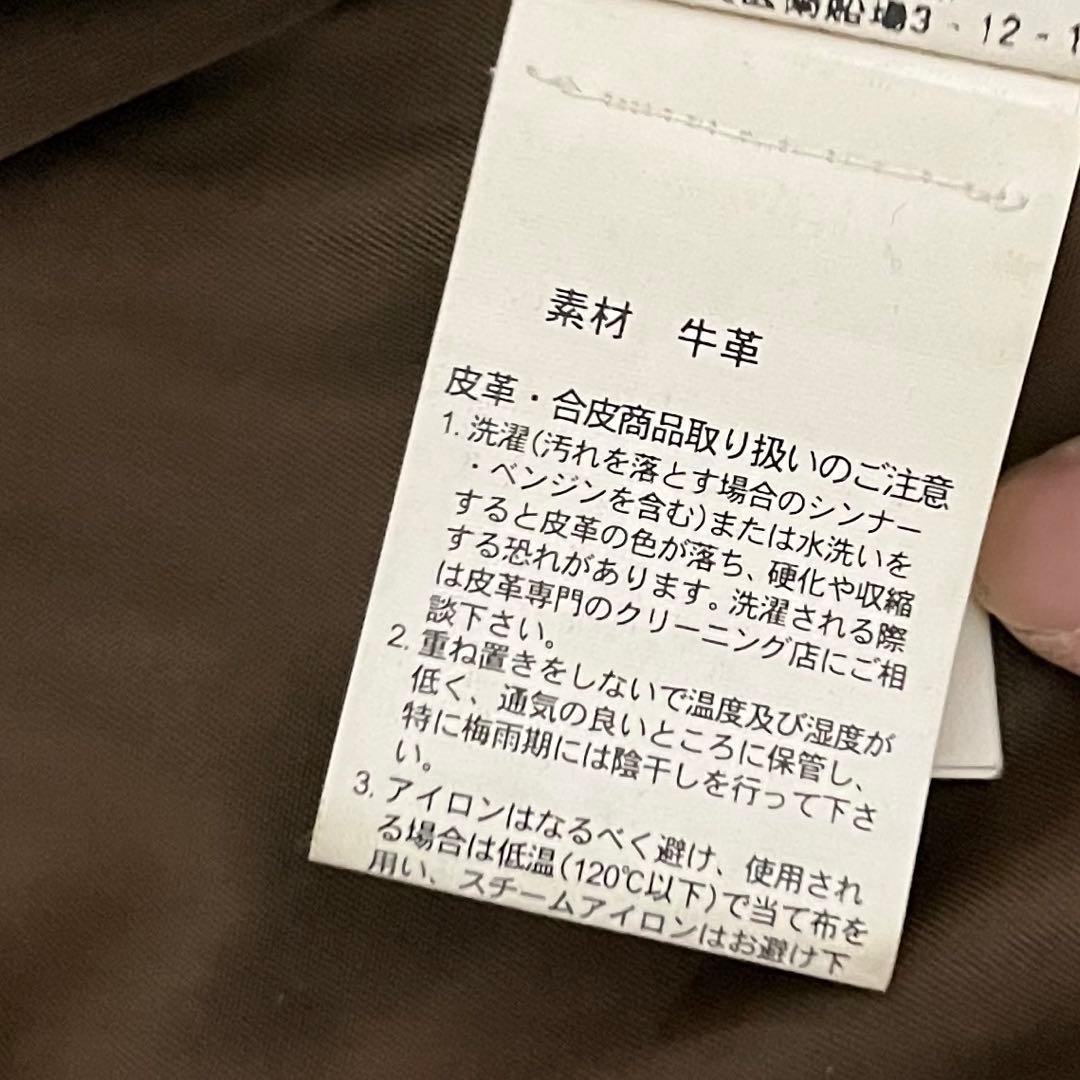 船場3-12-1
素材 牛革
皮革・合皮商品取り扱いのご注意
1. 洗濯(汚れを落とす場合のシンナー
・ベンジンを含む)または水洗いを
すると皮革の色が落ち、硬化や収縮
する恐れがあります。洗濯される際
は皮革専門のクリーニング店にご相
談下さい。
2. 重ね置きをしないで温度及び湿度が
低く、通気の良いところに保管し、
特に梅雨期には陰干しを行って下さ
い。
3. アイロンはなるべく避け、使用され
る場合は低温(120℃以下)で当て布を
用い、スチームアイロンはお避け下